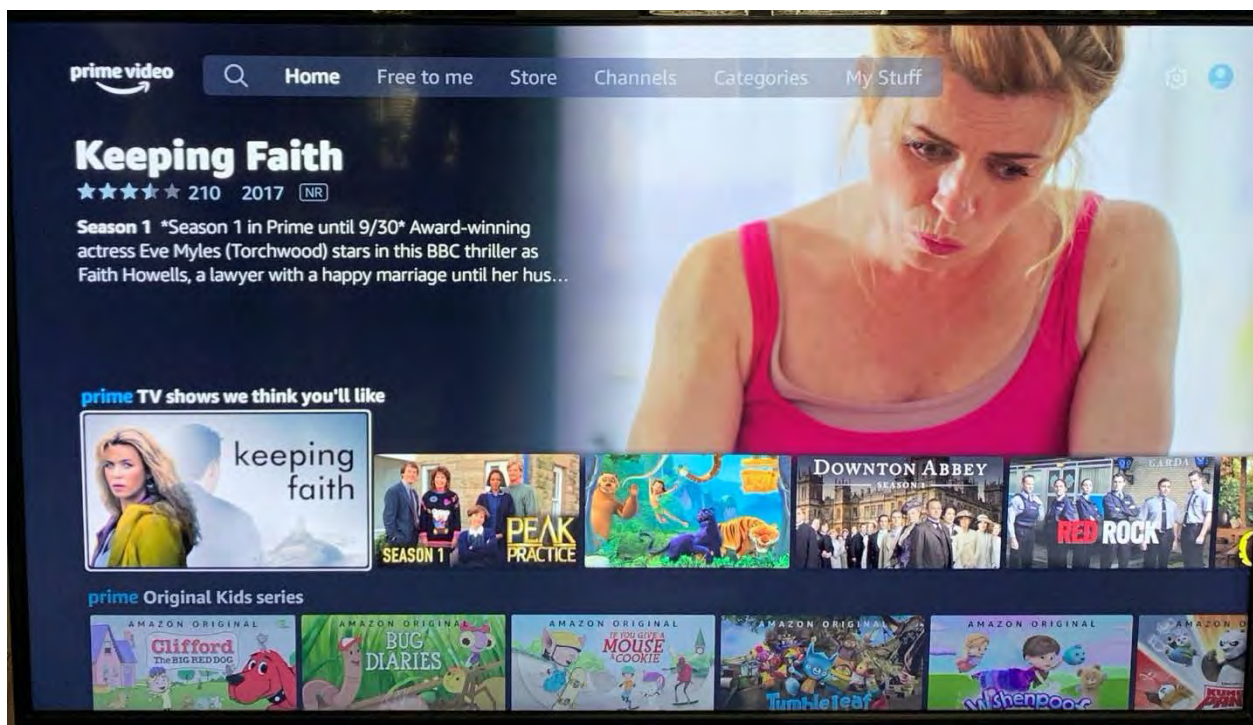 prime video
Home Free to me Store Channels Categories My Stuff
Keeping Faith
210 2017 NR
Season 1 *Season 1 in Prime until 9/30* Award-winning
actress Eve Myles (Torchwood) stars in this BBC thriller as
Faith Howells, a lawyer with a happy marriage until her hus...
prime TV shows we think you'll like
keeping
faith
SEASON 1
PEAK
PRACTICE
DOWNTON ABBEY
SEASON 1
GARDA
RED ROCK
prime Original Kids series
AMAZON ORIGINAL
Clifford
The BIG RED DOG
AMAZON ORIGINAL
BUG
DIARIES
AMAZON ORIGINAL
IF YOU GIVE A
MOUSE
A COOKIE
AMAZON ORIGINAL
Tumble Leaf
AMAZON ORIGINAL
Wishenpoof
AMAZON O